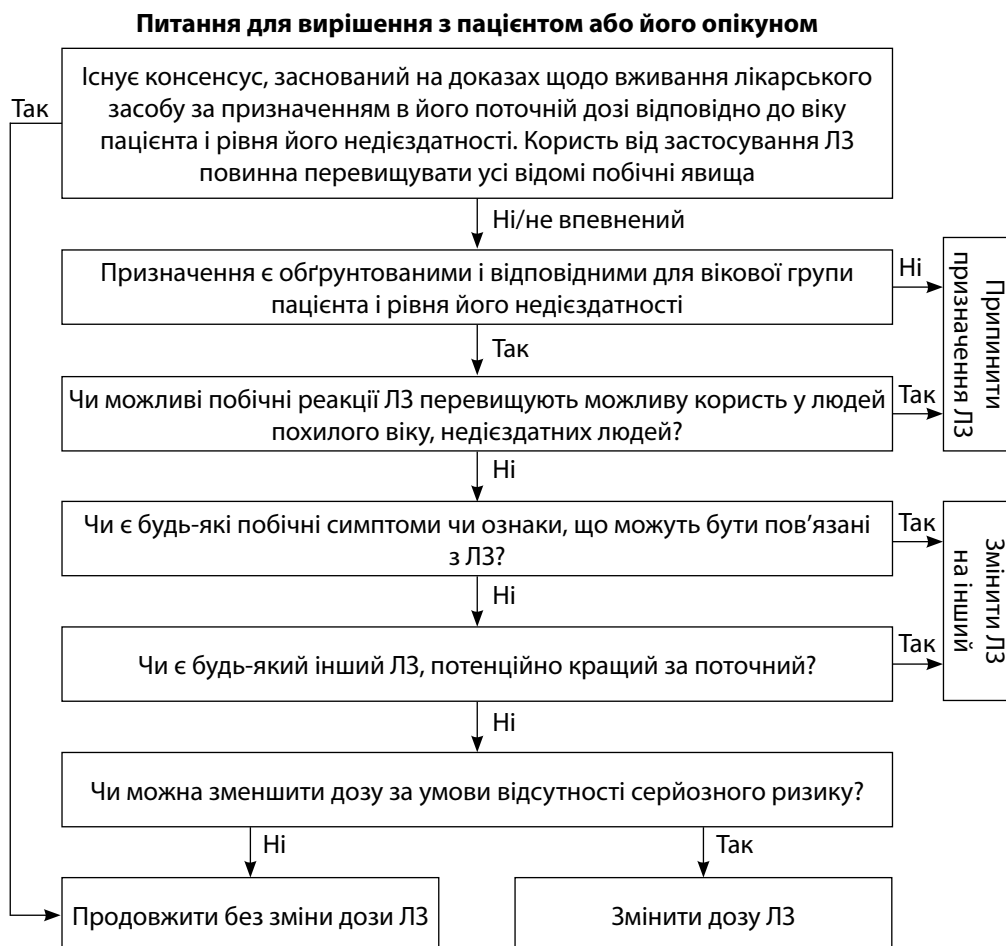 Питання для вирішення з пацієнтом або його опікуном
Існує консенсус, заснований на доказах щодо вживання лікарського
засобу за призначенням в його поточній дозі відповідно до віку
пацієнта і рівня його недієздатності. Користь від застосування ЛЗ
повинна перевищувати усі відомі побічні явища
Так
Ні/не впевнений
Призначення є обґрунтованими і відповідними для вікової групи
пацієнта і рівня його недієздатності
Ні
Припинити
призначення ЛЗ
Так
Чи можливі побічні реакції ЛЗ перевищують можливу користь у людей
похилого віку, недієздатних людей?
Так
Ні
Чи є будь-які побічні симптоми чи ознаки, що можуть бути пов’язані
з ЛЗ?
Так
Змінити ЛЗ
на інший
Ні
Чи є будь-який інший ЛЗ, потенційно кращий за поточний?
Так
Ні
Чи можна зменшити дозу за умови відсутності серйозного ризику?
Ні
Так
Продовжити без зміни дози ЛЗ
Змінити дозу ЛЗ